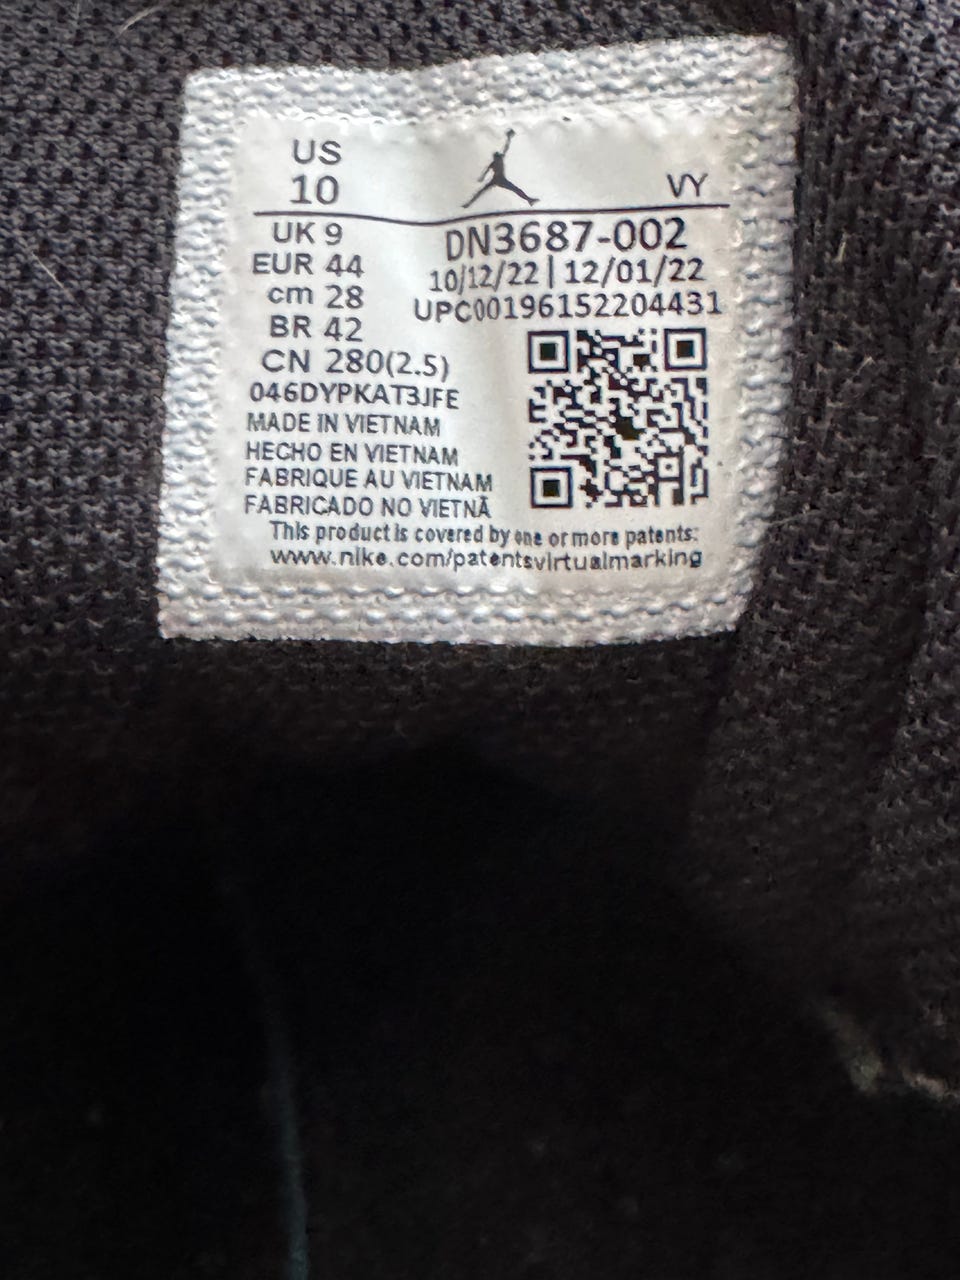 US
10
VY
UK 9
EUR 44
cm 28
BR 42
CN 280(2.5)
DN3687-002
10/12/22 | 12/01/22
UPC00196152204431
046DYPKAT3JFE
MADE IN VIETNAM
HECHO EN VIETNAM
FABRIQUE AU VIETNAM
FABRICADO NO VIETNÃ
This product is covered by one or more patents:
www.nike.com/patentsvirtualmarking